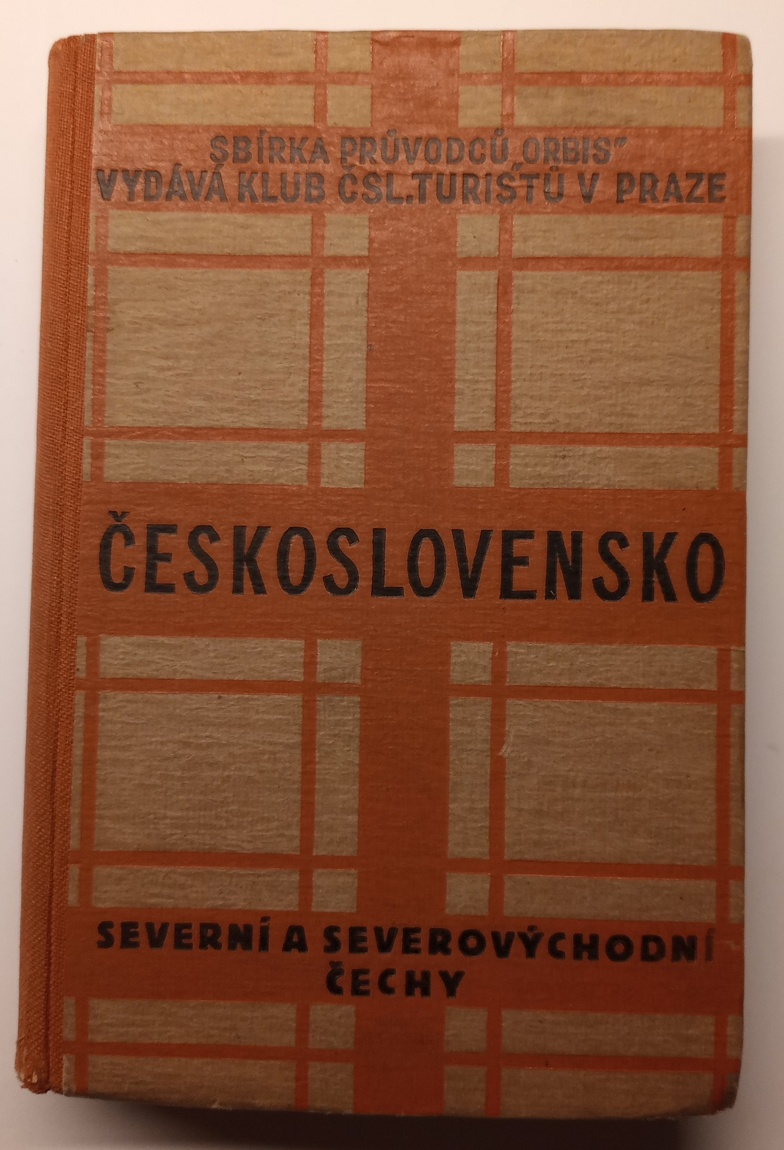 SBÍRKA PRŮVODCŮ „ORBIS“
VYDÁVÁ KLUB ČSL. TURISTŮ V PRAZE
ČESKOSLOVENSKO
SEVERNÍ A SEVEROVÝCHODNÍ
ČECHY